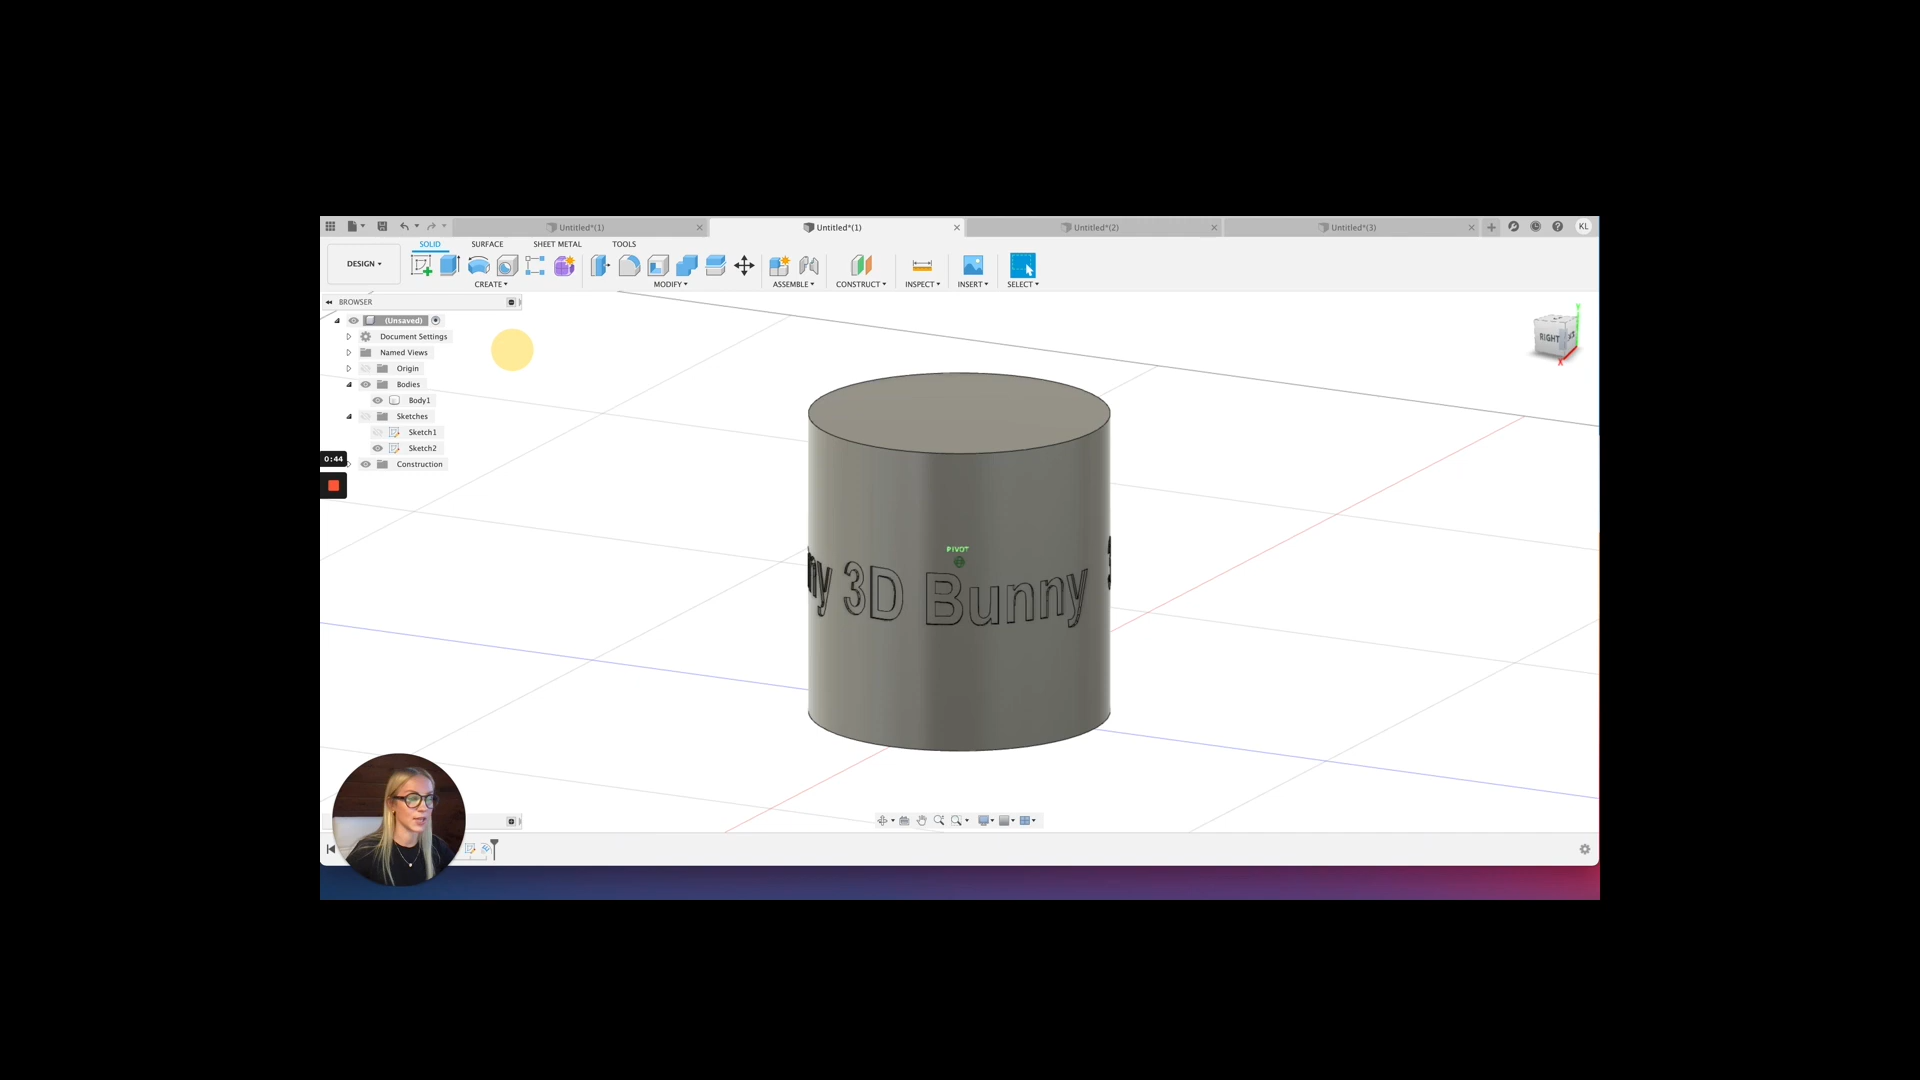 Untitled*(1)
Untitled*(1)
Untitled*(2)
Untitled*(3)
KL
DESIGN
SOLID
SURFACE
SHEET METAL
TOOLS
CREATE
MODIFY
ASSEMBLE
CONSTRUCT
INSPECT
INSERT
SELECT
BROWSER
(Unsaved)
Document Settings
Named Views
Origin
Bodies
Body1
Sketches
Sketch1
Sketch2
Construction
0:44
RIGHT
Y
X
PIVOT
ny 3D Bunny